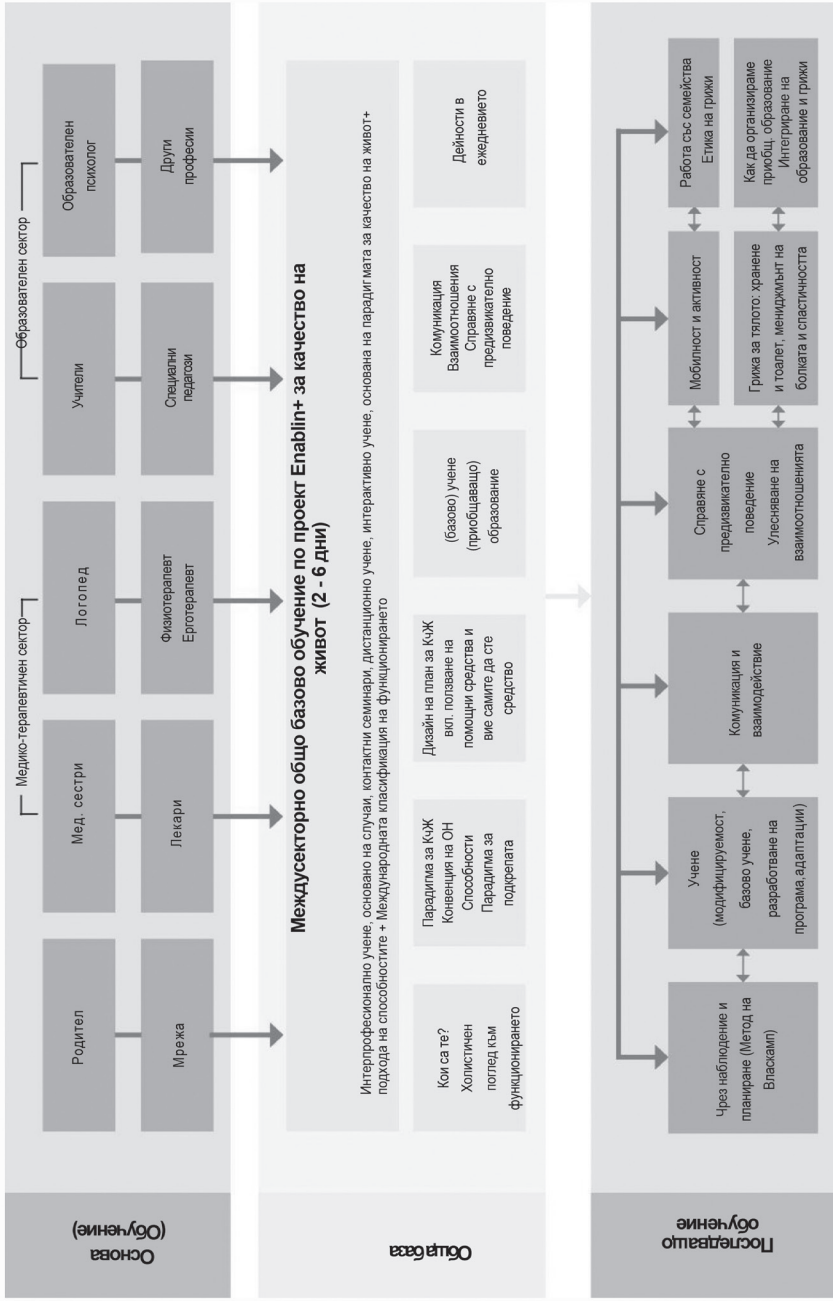 Основа
(Обучение)
Медико-терапевтичен сектор
Образователен сектор
Родител
Мед. сестри
Логопед
Учители
Образователен
психолог
Мрежа
Лекари
Физиотерапевт
Ерготерапевт
Специални
педагози
Други
професии
Обща база
Междусекторно общо базово обучение по проект Enablin+ за качество на
живот (2 - 6 дни)
Интерпрофесионално учене, основано на случаи, контактни семинари, дистанционно учене, интерактивно учене, основана на парадигмата за качество на живот+
подхода на способностите + Международната класификация на функционирането
Кои са те?
Холистичен
поглед към
функционирането
Парадигма за КчЖ
Конвенция на ОН
Способности
Парадигма за
подкрепата
Дизайн на план за КчЖ
вкл. ползване на
помощни средства и
вие самите да сте
средство
(базово) учене
(приобщаващо)
образование
Комуникация
Взаимоотношения
Справяне с
предизвикателно
поведение
Дейности в
ежедневието
Последващо
обучение
Чрез наблюдение и
планиране (Метод на
Власкамп)
Учене
(модифицируемост,
базово учене,
разработване на
програма,адаптации)
Комуникация и
взаимодействие
Справяне с
предизвикателно
поведение
Улесняване на
взаимоотношенията
Мобилност и активност
Грижа за тялото: хранене
и тоалет, мениджмънт на
болката и спастичността
Работа със семейства
Етика на грижи
Как да организираме
приобщ. образование
Интегриране на
образование и грижи